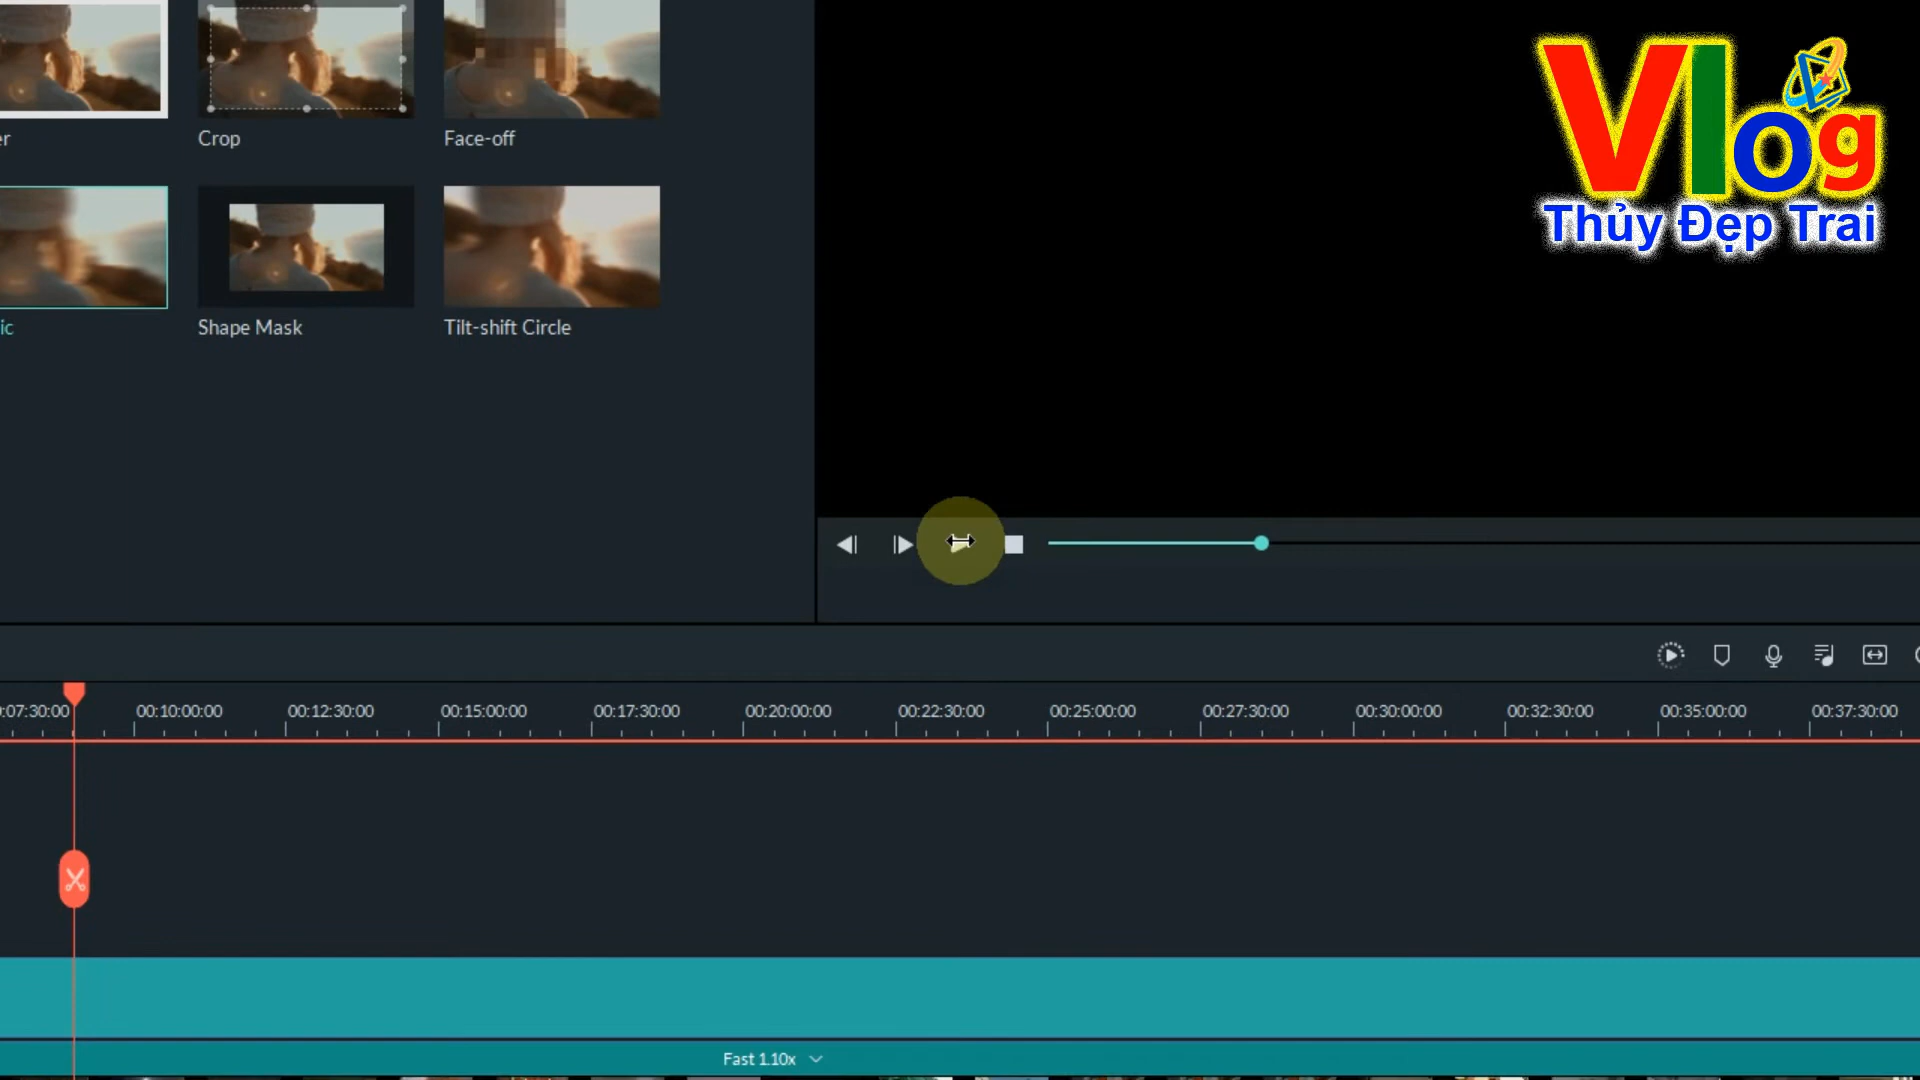 Vlog
Thủy Đẹp Trai
Crop
Face-off
Shape Mask
Tilt-shift Circle
:07:30:00
00:10:00:00
00:12:30:00
00:15:00:00
00:17:30:00
00:20:00:00
00:22:30:00
00:25:00:00
00:27:30:00
00:30:00:00
00:32:30:00
00:35:00:00
00:37:30:00
Fast 1.10x